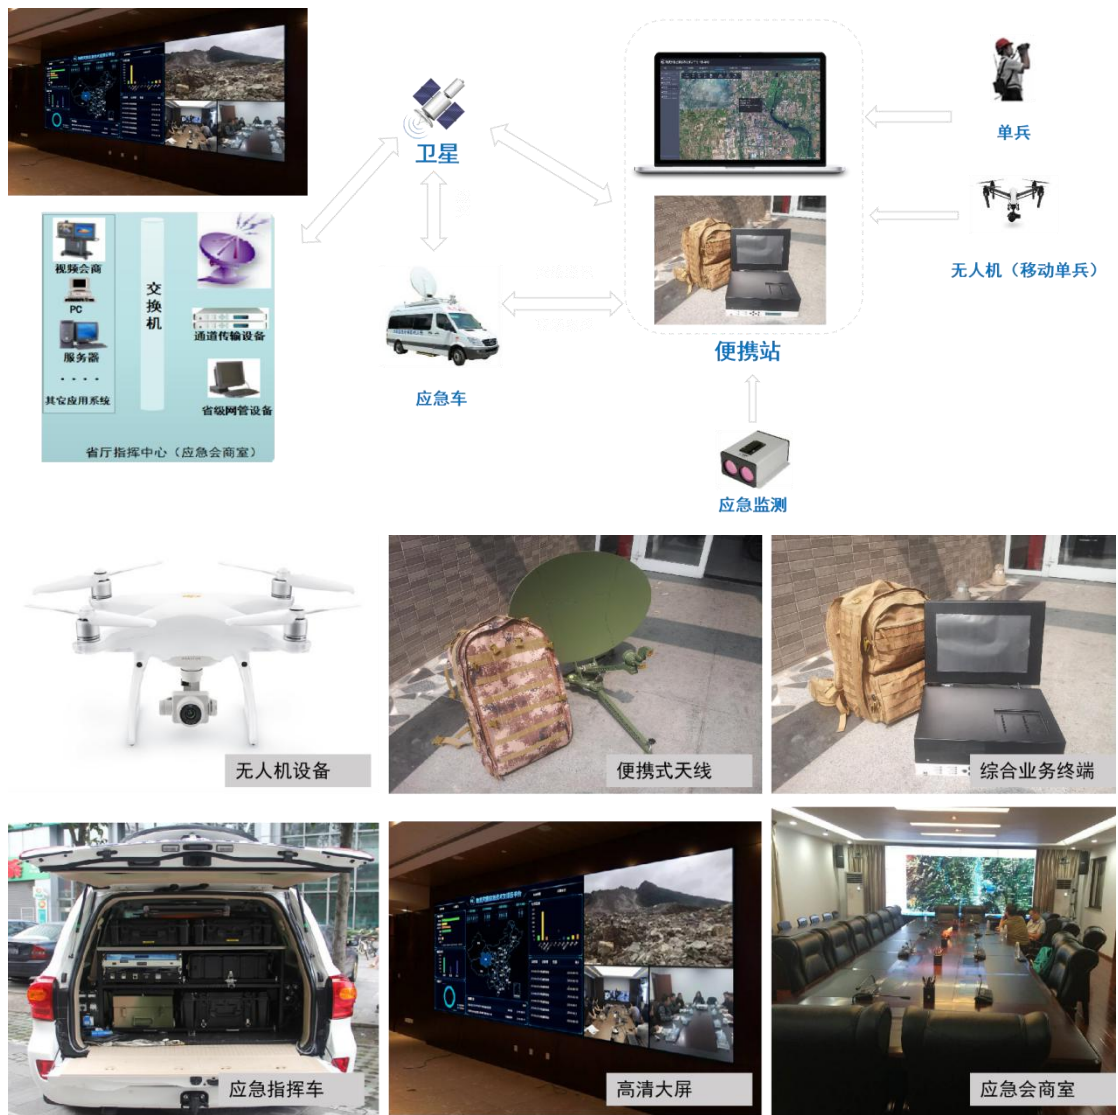 卫星
单兵
无人机（移动单兵）
便携站
应急车
应急监测
视频会商
PC
服务器
····
其它应用系统
交换机
通道传输设备
省级网管设备
省厅指挥中心（应急会商室）
无人机设备
便携式天线
综合业务终端
应急指挥车
高清大屏
应急会商室